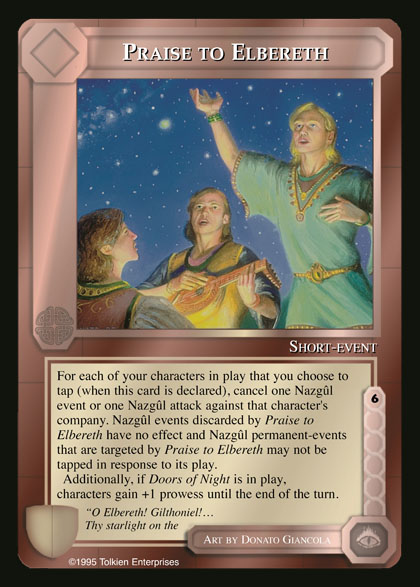 PRAISE TO ELBERETH
SHORT-EVENT
For each of your characters in play that you choose to
tap (when this card is declared), cancel one Nazgûl
event or one Nazgûl attack against that character's
company. Nazgûl events discarded by Praise to
Elbereth have no effect and Nazgûl permanent-events
that are targeted by Praise to Elbereth may not be
tapped in response to its play.
Additionally, if Doors of Night is in play,
characters gain +1 prowess until the end of the turn.
6
“O Elbereth! Gilthoniel!…
Thy starlight on the
ART BY DONATO GIANCOLA
©1995 Tolkien Enterprises